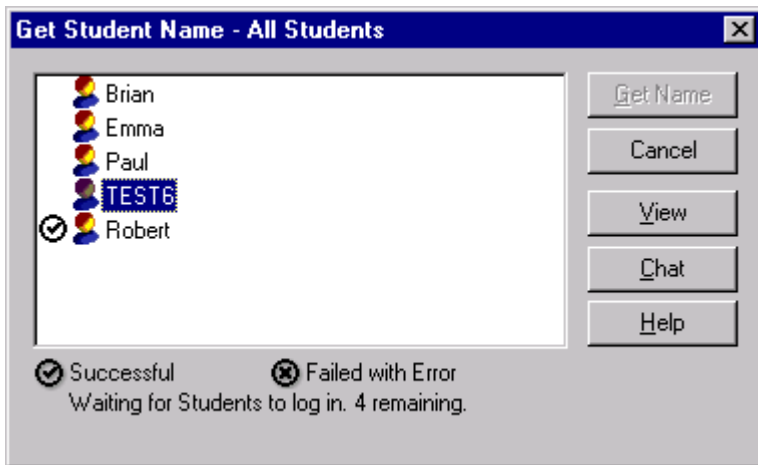 Get Student Name - All Students
Brian
Emma
Paul
TEST6
Robert
Get Name
Cancel
View
Chat
Help
Successful
Failed with Error
Waiting for Students to log in. 4 remaining.